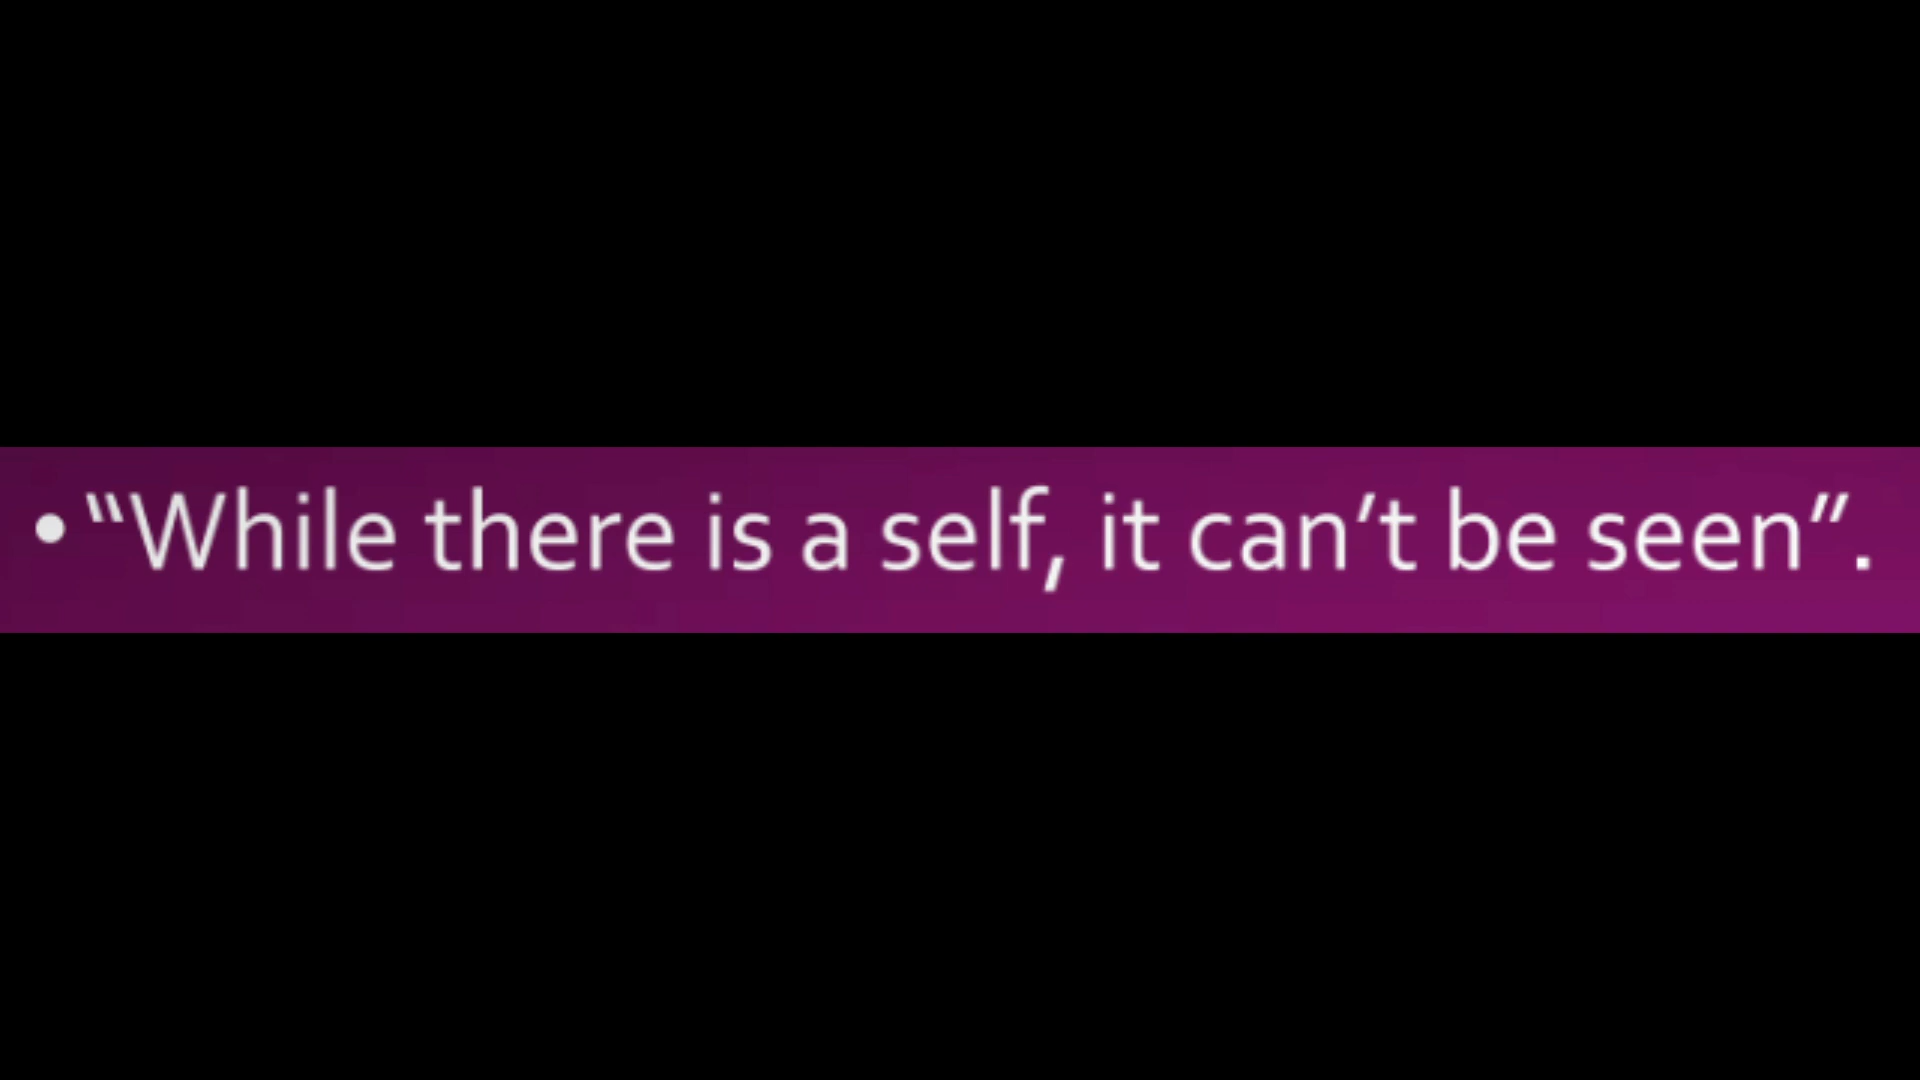 •“While there is a self, it can’t be seen”.